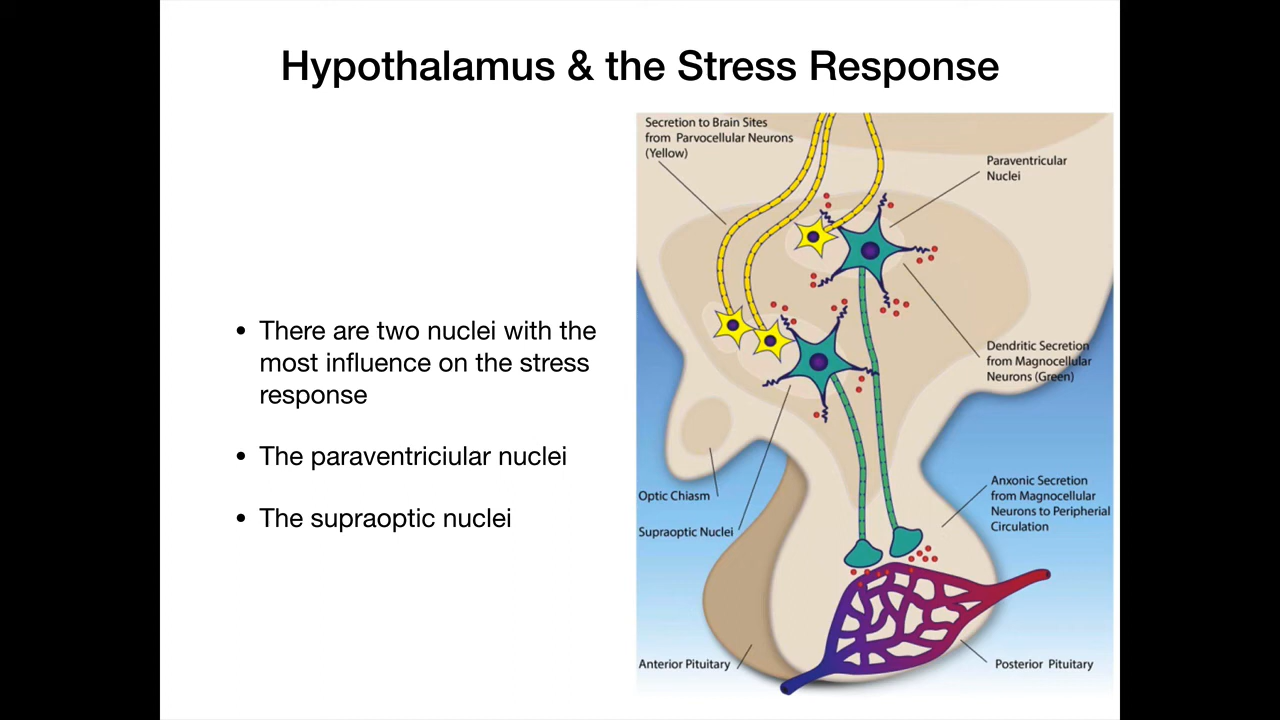 Hypothalamus & the Stress Response
• There are two nuclei with the
most influence on the stress
response
• The paraventriciular nuclei
• The supraoptic nuclei
Secretion to Brain Sites
from Parvocellular Neurons
(Yellow)
Paraventricular
Nuclei
Dendritic Secretion
from Magnocellular
Neurons (Green)
Optic Chiasm
Supraoptic Nuclei
Anxonic Secretion
from Magnocellular
Neurons to Peripherial
Circulation
Anterior Pituitary
Posterior Pituitary